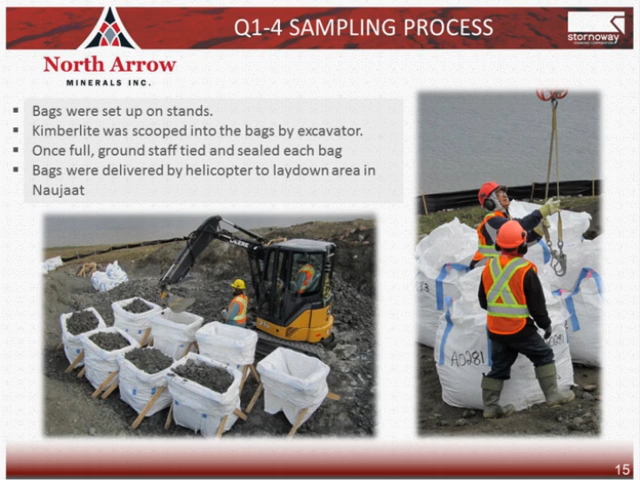 Q1-4 SAMPLING PROCESS
stornoway
North Arrow
MINERALS INC.
▪ Bags were set up on stands.
▪ Kimberlite was scooped into the bags by excavator.
▪ Once full, ground staff tied and sealed each bag
▪ Bags were delivered by helicopter to laydown area in
Naujaat
DEERE
A0281
15